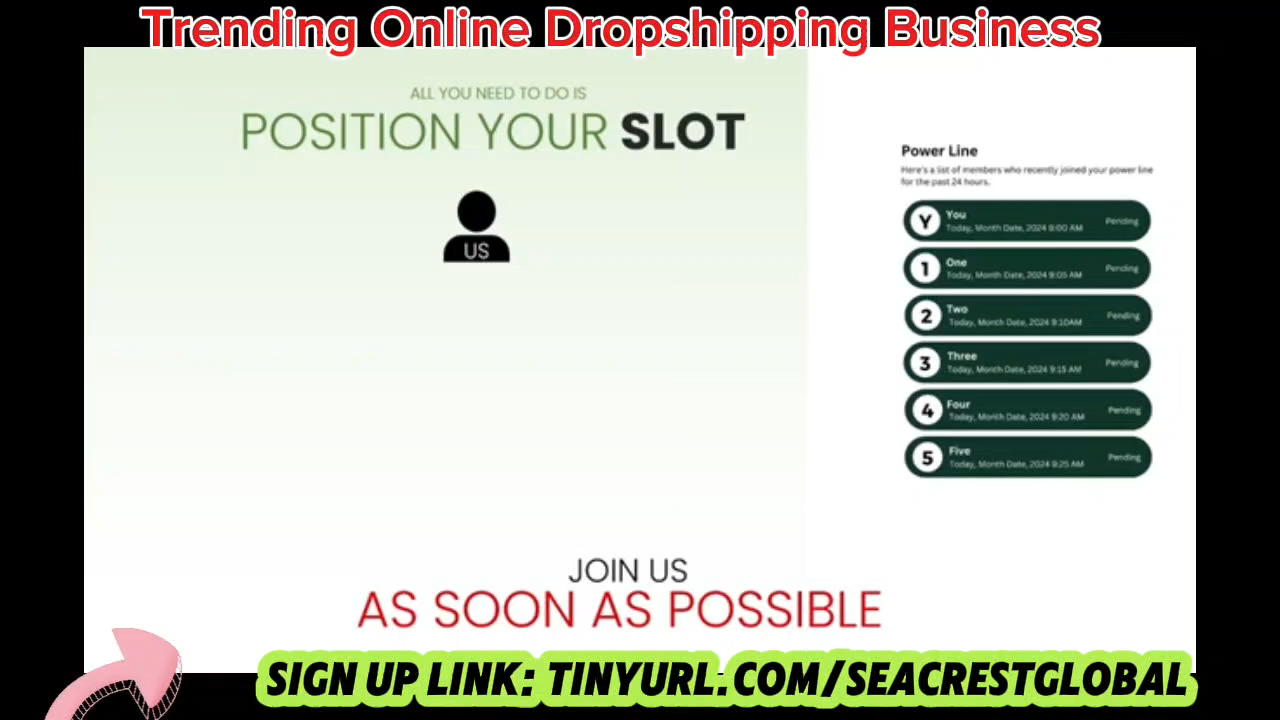 Trending Online Dropshipping Business
ALL YOU NEED TO DO IS
POSITION YOUR SLOT
US
Power Line
Here's a list of members who recently joined your power line
for the past 24 hours.
Y You Pending
Today, Month Date, 2024 9:00 AM
1 One Pending
Today, Month Date, 2024 9:05 AM
2 Two Pending
Today, Month Date, 2024 9:10AM
3 Three Pending
Today, Month Date, 2024 9:15 AM
4 Four Pending
Today, Month Date, 2024 9:20 AM
5 Five Pending
Today, Month Date, 2024 9:25 AM
JOIN US
AS SOON AS POSSIBLE
SIGN UP LINK: TINYURL.COM/SEACRESTGLOBAL